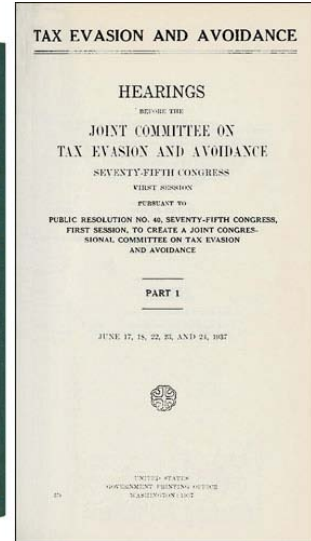 TAX EVASION AND AVOIDANCE
HEARINGS
BEFORE THE
JOINT COMMITTEE ON
TAX EVASION AND AVOIDANCE
SEVENTY-FIFTH CONGRESS
FIRST SESSION
PURSUANT TO
PUBLIC RESOLUTION NO. 40, SEVENTY-FIFTH CONGRESS,
FIRST SESSION, TO CREATE A JOINT CONGRES-
SIONAL COMMITTEE ON TAX EVASION
AND AVOIDANCE
PART 1
JUNE 17, 18, 22, 23, AND 24, 1937
UNITED STATES
GOVERNMENT PRINTING OFFICE
WASHINGTON : 1937